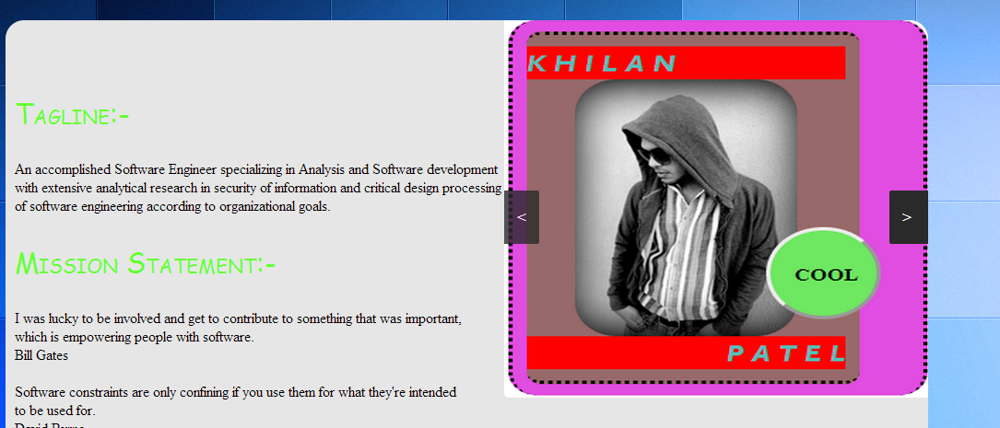 Tagline:-
An accomplished Software Engineer specializing in Analysis and Software development
with extensive analytical research in security of information and critical design processing
of software engineering according to organizational goals.
Mission Statement:-
I was lucky to be involved and get to contribute to something that was important,
which is empowering people with software.
Bill Gates
Software constraints are only confining if you use them for what they're intended
to be used for.
KHILAN
<
>
COOL
PATEL